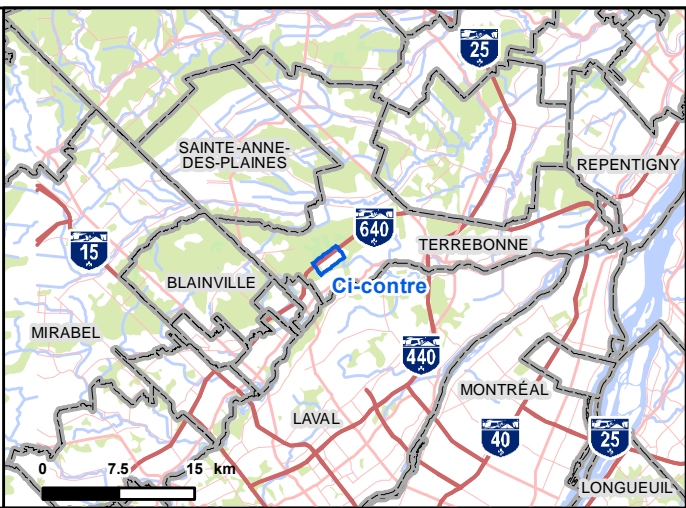 25
SAINTE-ANNE-
DES-PLAINES
REPENTIGNY
640
TERREBONNE
15
BLAINVILLE
Ci-contre
MIRABEL
440
MONTRÉAL
LAVAL
40
25
0 7.5 15 km
LONGUEUIL